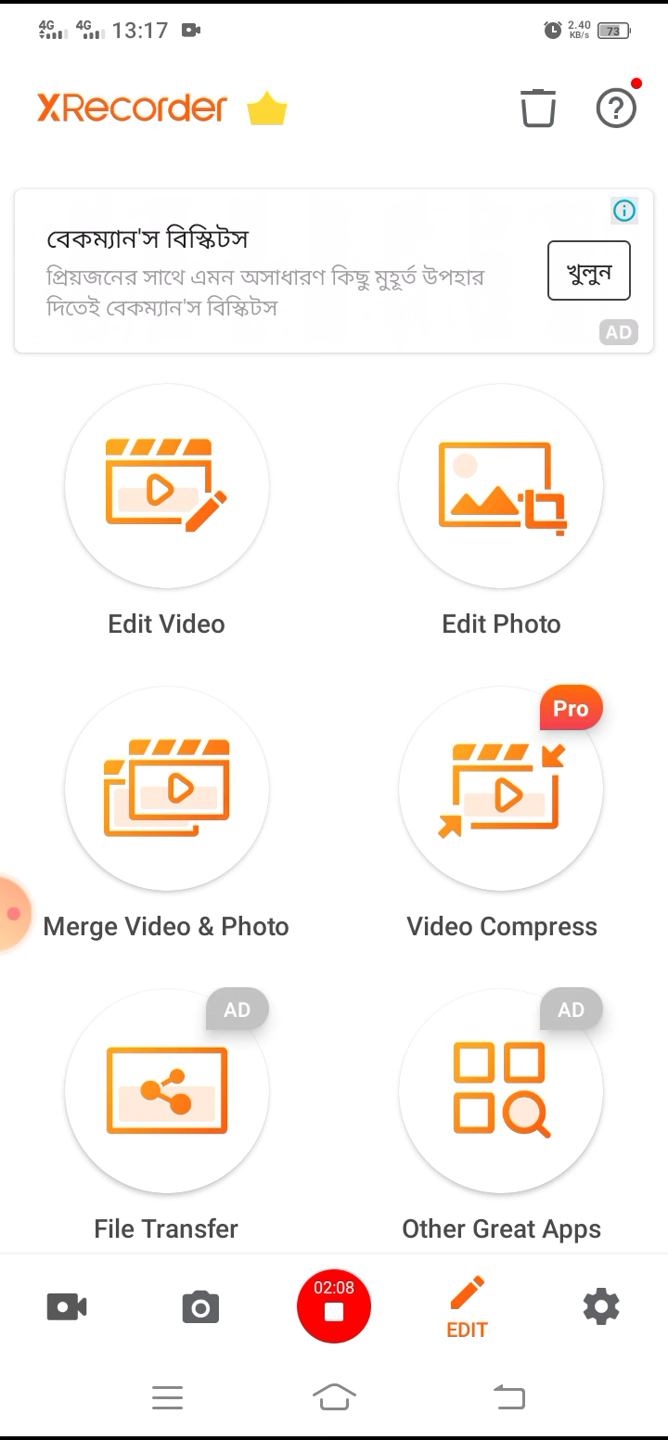 4G 4G 13:17 2.40 KB/s 73
XRecorder
বেকম্যান'স বিস্কিটস
প্রিয়জনের সাথে এমন অসাধারণ কিছু মুহূর্ত উপহার
দিতেই বেকম্যান'স বিস্কিটস
খুলুন
AD
Edit Video
Edit Photo
Pro
Merge Video & Photo
Video Compress
AD
AD
File Transfer
Other Great Apps
02:08
EDIT